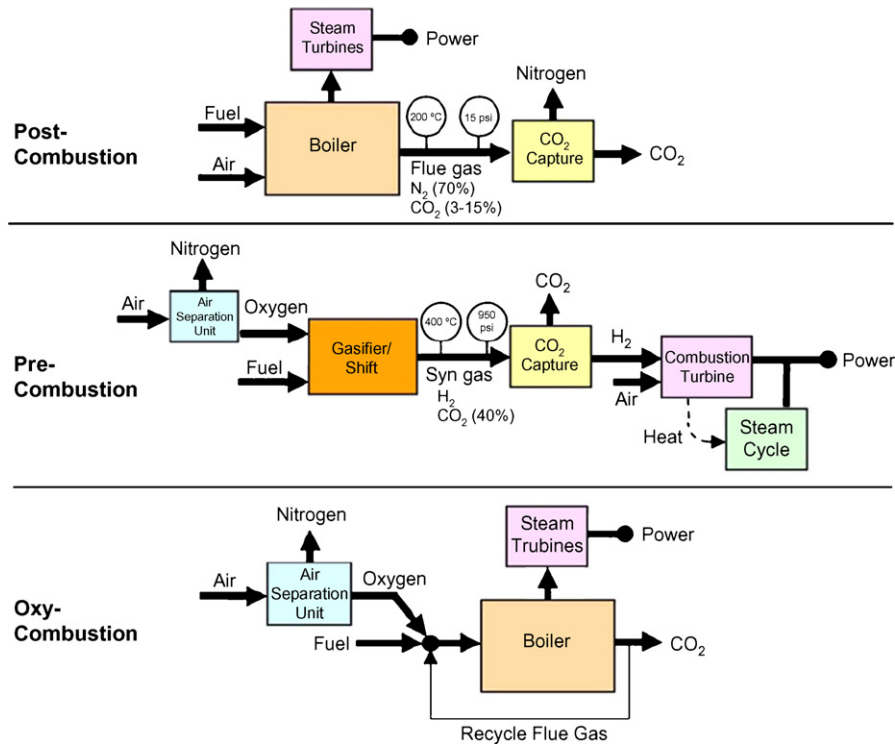 Post-
Combustion
Steam
Turbines
Power
Fuel
Air
Boiler
200 ºC
15 psi
Flue gas
N₂ (70%)
CO₂ (3-15%)
Nitrogen
CO₂
Capture
CO₂
Pre-
Combustion
Nitrogen
Air
Air
Separation
Unit
Oxygen
Fuel
Gasifier/
Shift
400 ºC
950
psi
Syn gas
H₂
CO₂ (40%)
CO₂
CO₂
Capture
H₂
Air
Combustion
Turbine
Power
Heat
Steam
Cycle
Oxy-
Combustion
Nitrogen
Air
Air
Separation
Unit
Oxygen
Fuel
Steam
Trubines
Power
Boiler
CO₂
Recycle Flue Gas